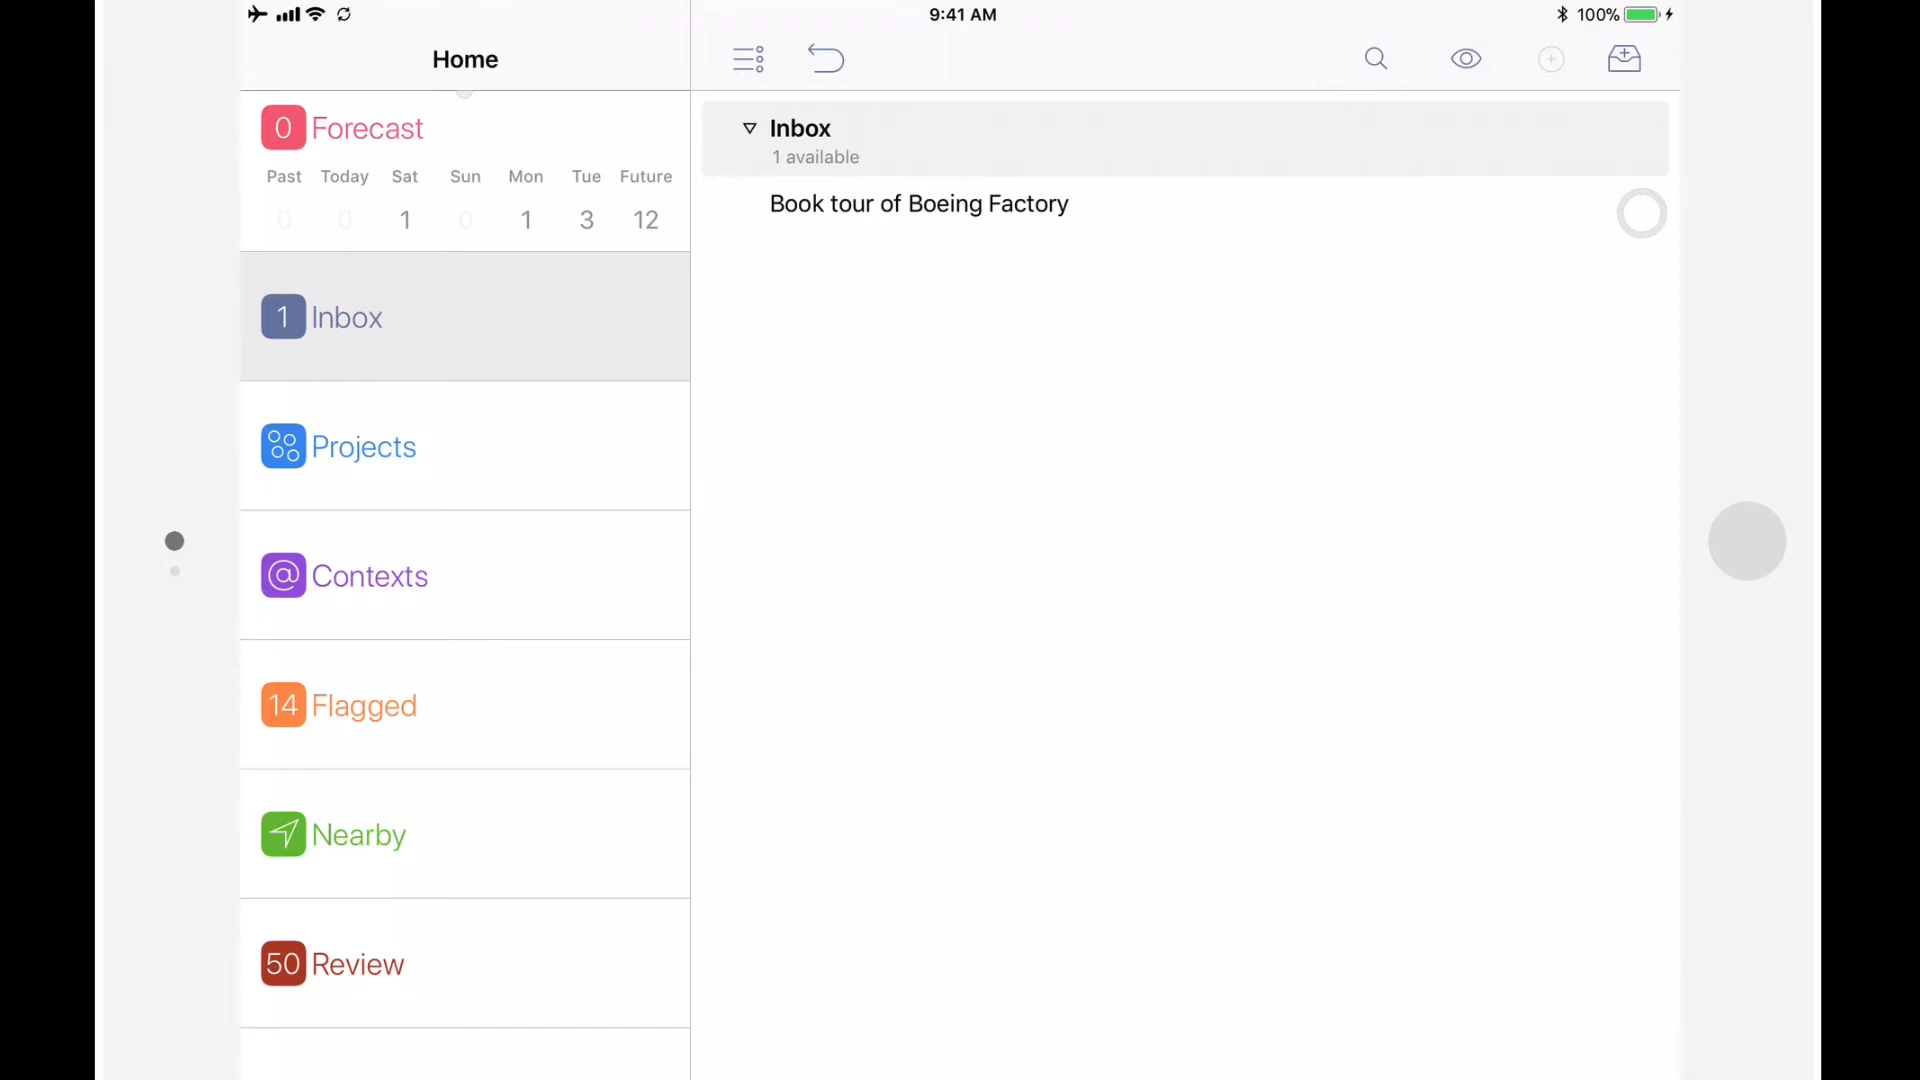 9:41 AM
100%
Home
0 Forecast
Past Today Sat Sun Mon Tue Future
0 0 1 0 1 3 12
1 Inbox
Projects
@ Contexts
14 Flagged
Nearby
50 Review
Inbox
1 available
Book tour of Boeing Factory